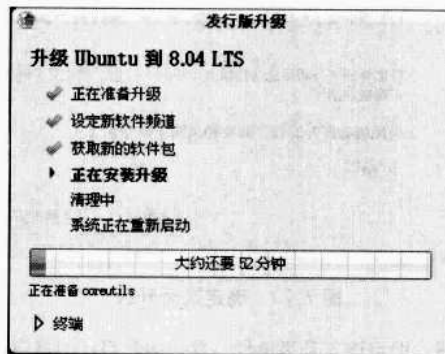 发行版升级
升级 Ubuntu 到 8.04 LTS
正在准备升级
设定新软件频道
获取新的软件包
正在安装升级
清理中
系统正在重新启动
大约还要 52 分钟
正在准备 coreutils
终端